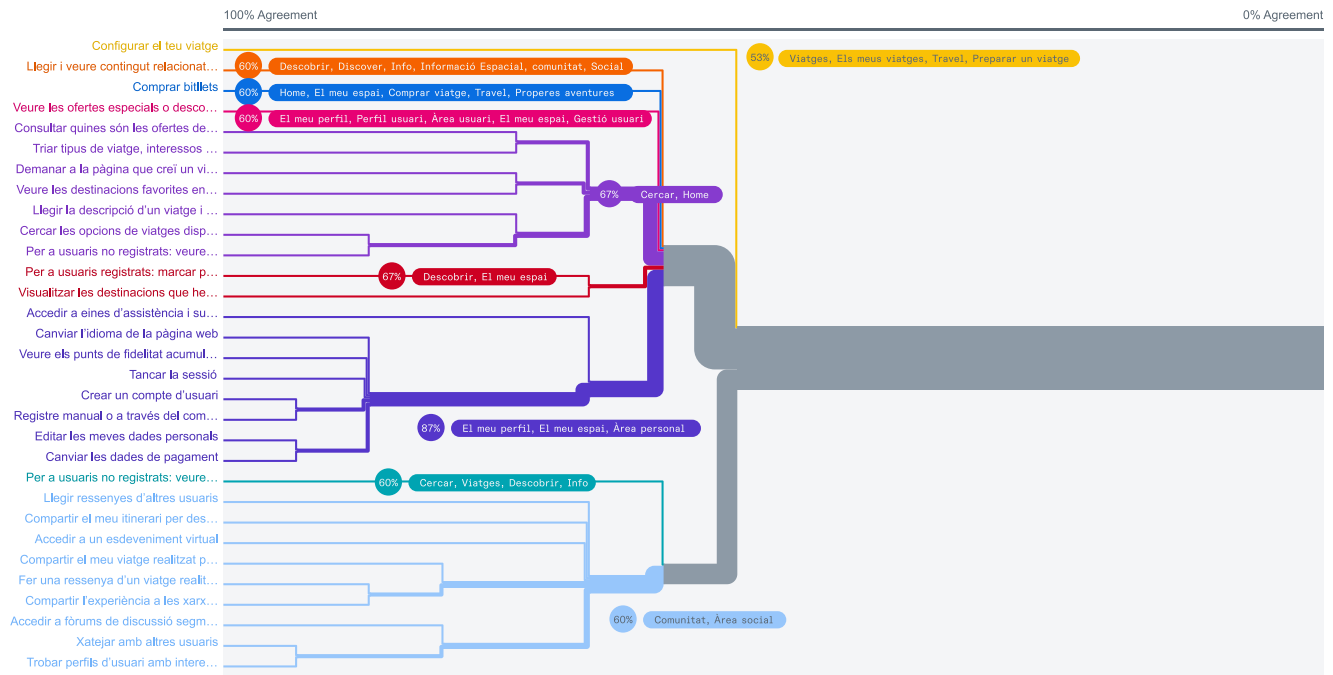 100% Agreement
0% Agreement
Configurar el teu viatge
53% Viatges, Els meus viatges, Travel, Preparar un viatge
Llegir i veure contingut relacionat…
60% Descobrir, Discover, Info, Informació Espacial, comunitat, Social
Comprar bitllets
60% Home, El meu espai, Comprar viatge, Travel, Properes aventures
Veure les ofertes especials o desco…
60% El meu perfil, Perfil usuari, Àrea usuari, El meu espai, Gestió usuari
Consultar quines són les ofertes de…
Triar tipus de viatge, interessos …
Demanar a la pàgina que creï un vi…
Veure les destinacions favorites en…
67% Cercar, Home
Llegir la descripció d’un viatge i …
Cercar les opcions de viatges disp…
Per a usuaris no registrats: veure…
Per a usuaris registrats: marcar p…
67% Descobrir, El meu espai
Visualitzar les destinacions que he…
Accedir a eines d’assistència i su…
Canviar l’idioma de la pàgina web
Veure els punts de fidelitat acumul…
Tancar la sessió
Crear un compte d’usuari
Registre manual o a través del com…
87% El meu perfil, El meu espai, Àrea personal
Editar les meves dades personals
Canviar les dades de pagament
Per a usuaris no registrats: veure…
60% Cercar, Viatges, Descobrir, Info
Llegir ressenyes d’altres usuaris
Compartir el meu itinerari per des…
Accedir a un esdeveniment virtual
Compartir el meu viatge realitzat p…
Fer una ressenya d’un viatge realit…
Compartir l’experiència a les xarx…
Accedir a fòrums de discussió segm…
60% Comunitat, Àrea social
Xatejar amb altres usuaris
Trobar perfils d’usuari amb intere…